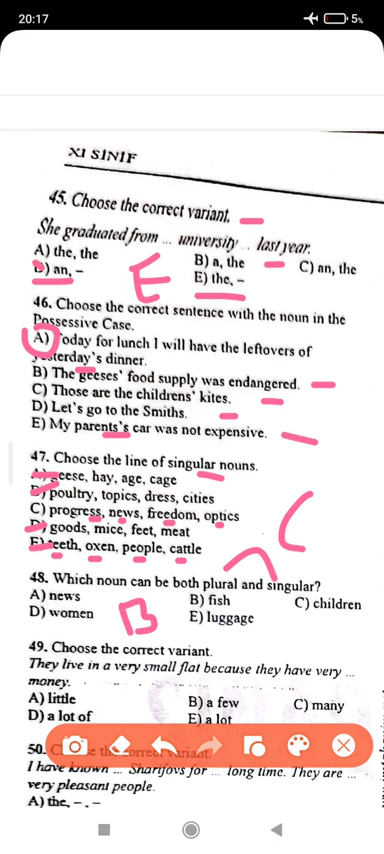 20:17
5%
XI SINIF
45. Choose the correct variant.
She graduated from ... university .. last year.
A) the, the
B) a, the
C) an, the
D) an, –
E) the, –
E
46. Choose the correct sentence with the noun in the
Possessive Case.
A) Today for lunch I will have the leftovers of
yesterday's dinner.
B) The geeses' food supply was endangered.
C) Those are the childrens' kites.
D) Let's go to the Smiths.
E) My parents's car was not expensive.
47. Choose the line of singular nouns.
A) geese, hay, age, cage
B) poultry, topics, dress, cities
C) progress, news, freedom, optics
D) goods, mice, feet, meat
E) teeth, oxen, people, cattle
C
48. Which noun can be both plural and singular?
A) news
B) fish
C) children
D) women
E) luggage
B
49. Choose the correct variant.
They live in a very small flat because they have very ...
money.
A) little
B) a few
C) many
D) a lot of
E) a lot
50. Choose the correct variant.
I have known ... Sharifovs for ... long time. They are ...
very pleasant people.
A) the, – , –